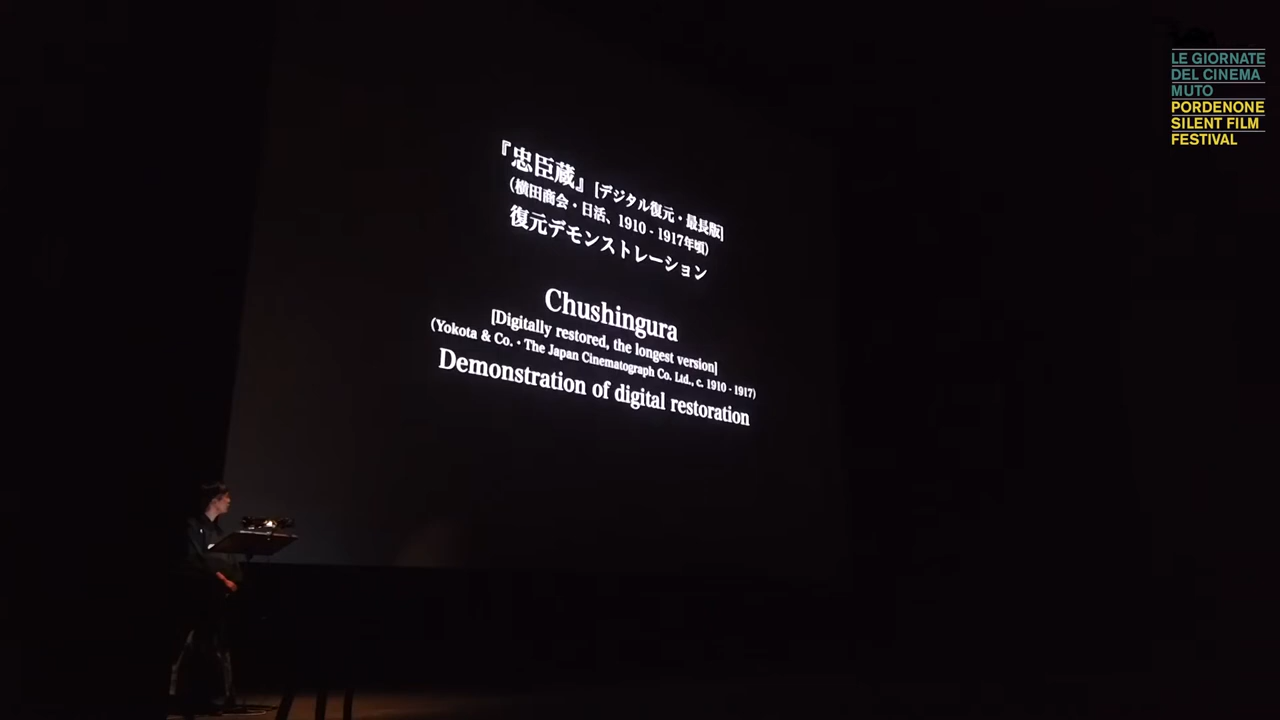 『忠臣蔵』 [デジタル復元・最長版]
(横田商会・日活、1910 - 1917年頃)
復元デモンストレーション
Chushingura
[Digitally restored, the longest version]
(Yokota & Co. • The Japan Cinematograph Co. Ltd., c. 1910 - 1917)
Demonstration of digital restoration
LE GIORNATE
DEL CINEMA
MUTO
PORDENONE
SILENT FILM
FESTIVAL